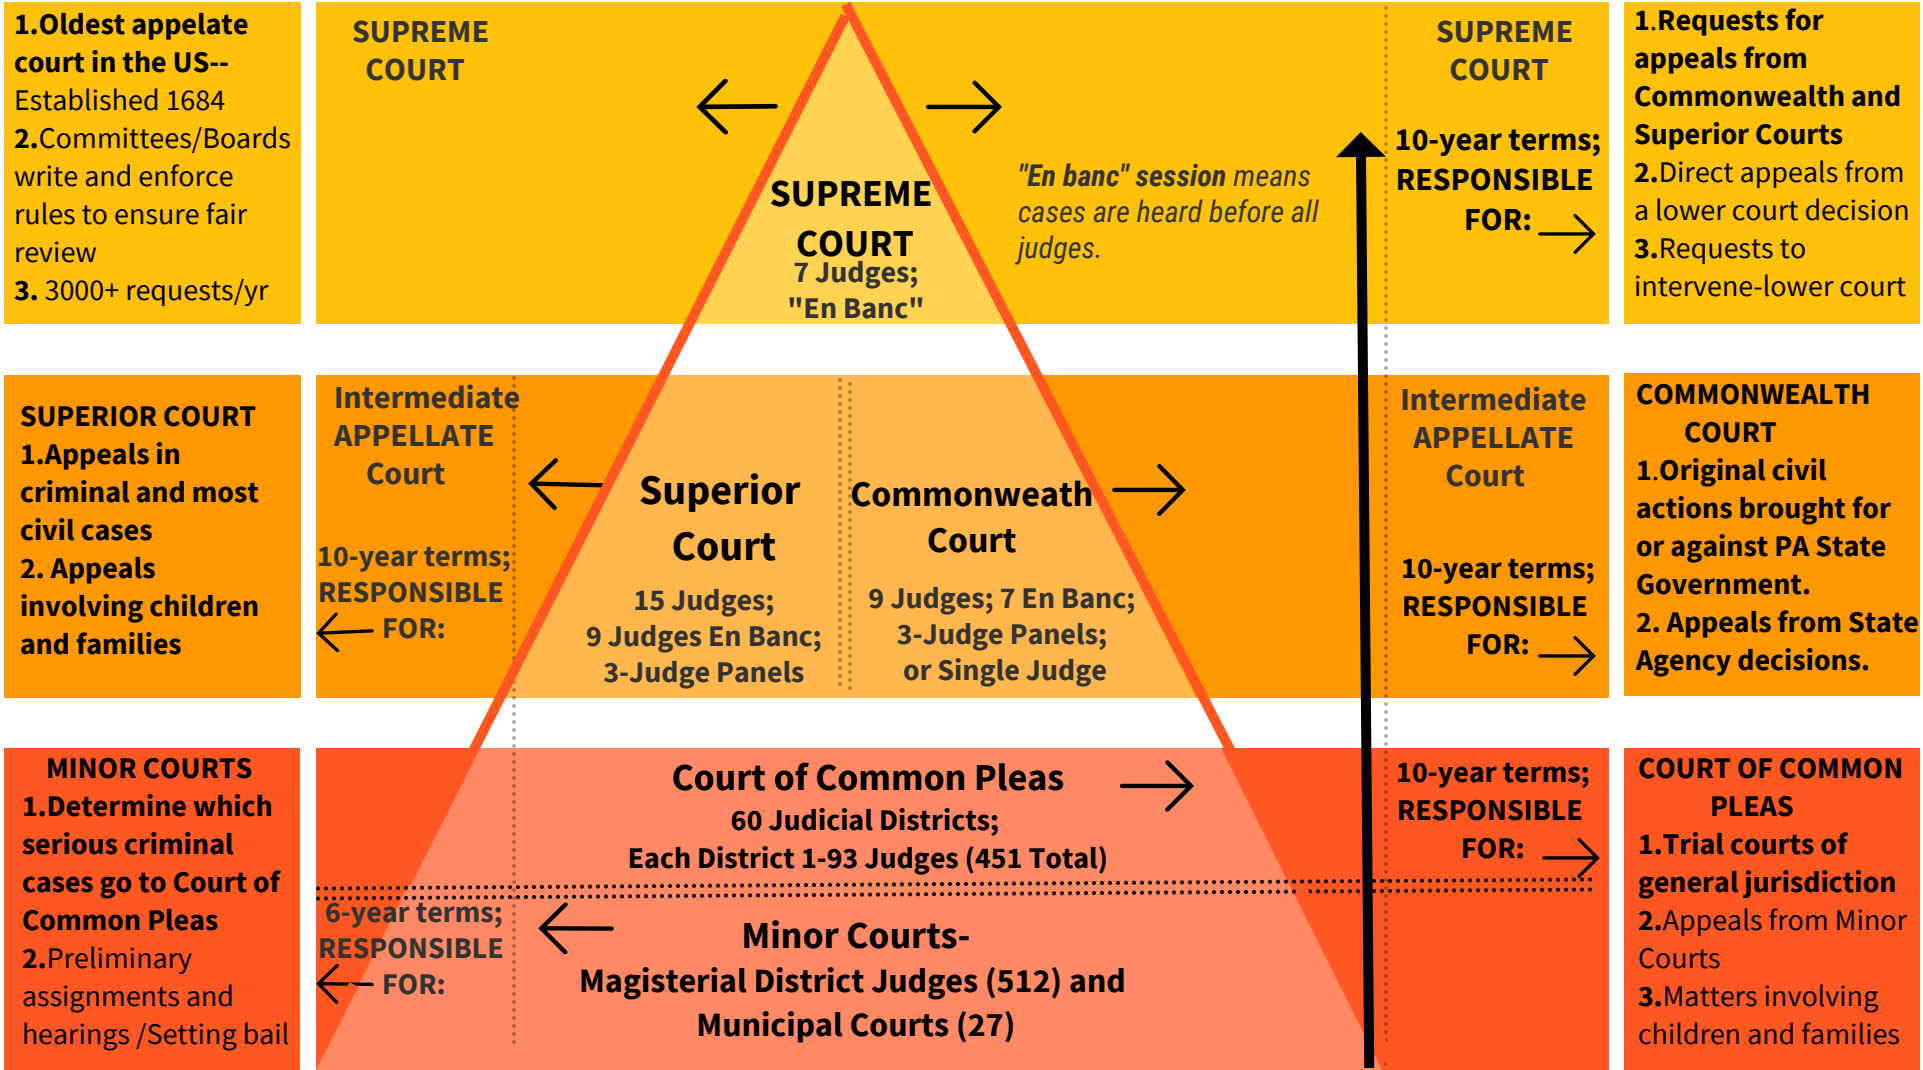 1.Oldest appelate
court in the US--
Established 1684
2.Committees/Boards
write and enforce
rules to ensure fair
review
3. 3000+ requests/yr
SUPREME
COURT
SUPREME
COURT
7 Judges;
"En Banc"
"En banc" session means
cases are heard before all
judges.
SUPREME
COURT
10-year terms;
RESPONSIBLE
FOR:
1.Requests for
appeals from
Commonwealth and
Superior Courts
2.Direct appeals from
a lower court decision
3.Requests to
intervene-lower court
SUPERIOR COURT
1.Appeals in
criminal and most
civil cases
2. Appeals
involving children
and families
Intermediate
APPELLATE
Court
10-year terms;
RESPONSIBLE
FOR:
Superior
Court
15 Judges;
9 Judges En Banc;
3-Judge Panels
Commonweath
Court
9 Judges; 7 En Banc;
3-Judge Panels;
or Single Judge
Intermediate
APPELLATE
Court
10-year terms;
RESPONSIBLE
FOR:
COMMONWEALTH
COURT
1.Original civil
actions brought for
or against PA State
Government.
2. Appeals from State
Agency decisions.
MINOR COURTS
1.Determine which
serious criminal
cases go to Court of
Common Pleas
2.Preliminary
assignments and
hearings /Setting bail
6-year terms;
RESPONSIBLE
FOR:
Court of Common Pleas
60 Judicial Districts;
Each District 1-93 Judges (451 Total)
Minor Courts-
Magisterial District Judges (512) and
Municipal Courts (27)
10-year terms;
RESPONSIBLE
FOR:
COURT OF COMMON
PLEAS
1.Trial courts of
general jurisdiction
2.Appeals from Minor
Courts
3.Matters involving
children and families